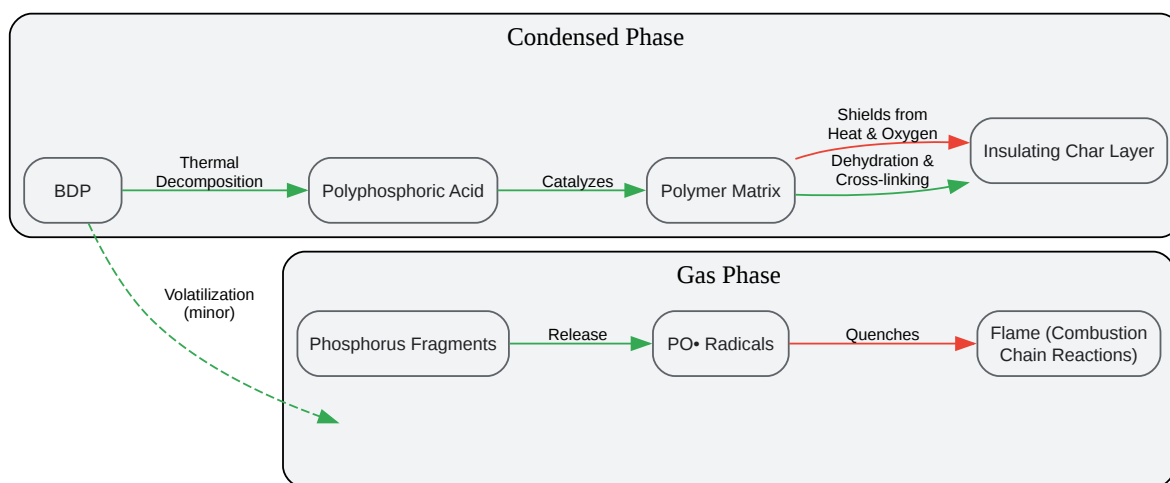 Condensed Phase
Shields from
Heat & Oxygen
Thermal
Decomposition
Dehydration &
Cross-linking
Insulating Char Layer
BDP
Polyphosphoric Acid
Catalyzes
Polymer Matrix
Gas Phase
Volatilization
(minor)
Phosphorus Fragments
Release
PO• Radicals
Quenches
Flame (Combustion
Chain Reactions)